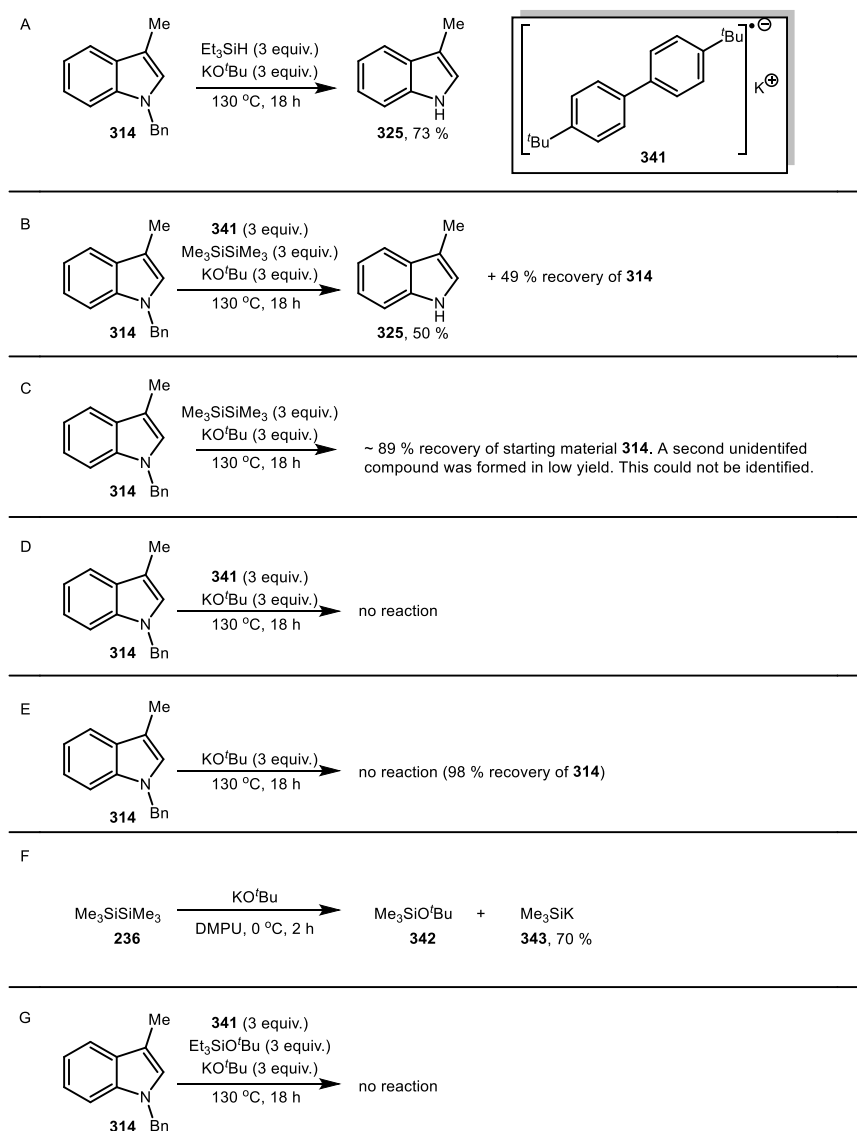 A
Me
N
Bn
314
Et₃SiH (3 equiv.)
KOᵗBu (3 equiv.)
130 °C, 18 h
Me
N
H
325, 73 %
ᵗBu
ᵗBu
•⊖
K⊕
341
B
Me
N
Bn
314
341 (3 equiv.)
Me₃SiSiMe₃ (3 equiv.)
KOᵗBu (3 equiv.)
130 °C, 18 h
Me
N
H
325, 50 %
+ 49 % recovery of 314
C
Me
N
Bn
314
Me₃SiSiMe₃ (3 equiv.)
KOᵗBu (3 equiv.)
130 °C, 18 h
~ 89 % recovery of starting material 314. A second unidentifed
compound was formed in low yield. This could not be identified.
D
Me
N
Bn
314
341 (3 equiv.)
KOᵗBu (3 equiv.)
130 °C, 18 h
no reaction
E
Me
N
Bn
314
KOᵗBu (3 equiv.)
130 °C, 18 h
no reaction (98 % recovery of 314)
F
Me₃SiSiMe₃
236
KOᵗBu
DMPU, 0 °C, 2 h
Me₃SiOᵗBu + Me₃SiK
342 343, 70 %
G
Me
N
Bn
314
341 (3 equiv.)
Et₃SiOᵗBu (3 equiv.)
KOᵗBu (3 equiv.)
130 °C, 18 h
no reaction